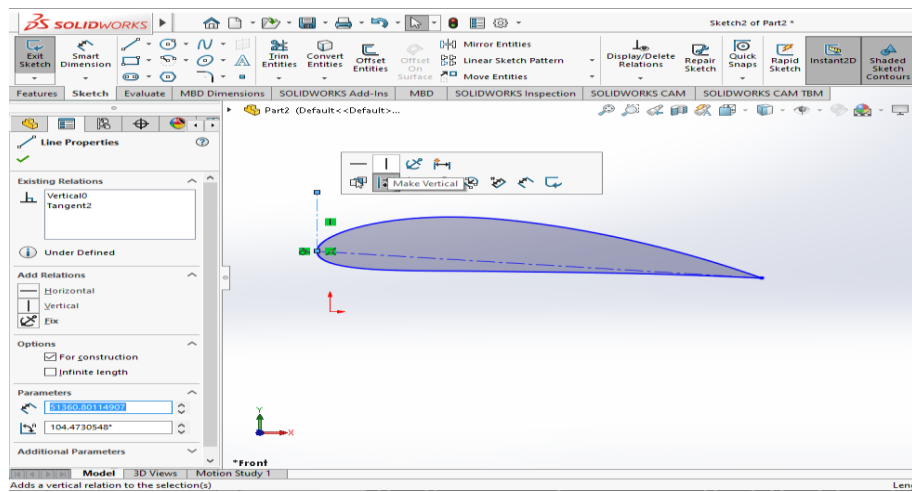 SOLIDWORKS
Sketch2 of Part2 *
Exit Sketch
Smart Dimension
Trim Entities
Convert Entities
Offset Entities
Offset On Surface
Mirror Entities
Linear Sketch Pattern
Move Entities
Display/Delete Relations
Repair Sketch
Quick Snaps
Rapid Sketch
Instant2D
Shaded Sketch Contours
Features
Sketch
Evaluate
MBD Dimensions
SOLIDWORKS Add-Ins
MBD
SOLIDWORKS Inspection
SOLIDWORKS CAM
SOLIDWORKS CAM TBM
Part2 (Default<<Default>...
Line Properties
Existing Relations
Vertical0
Tangent2
Under Defined
Add Relations
Horizontal
Vertical
Fix
Options
For construction
Infinite length
Parameters
51360.80114907
104.4730548°
Additional Parameters
Make Vertical
Y
X
*Front
Model
3D Views
Motion Study 1
Adds a vertical relation to the selection(s)
Len